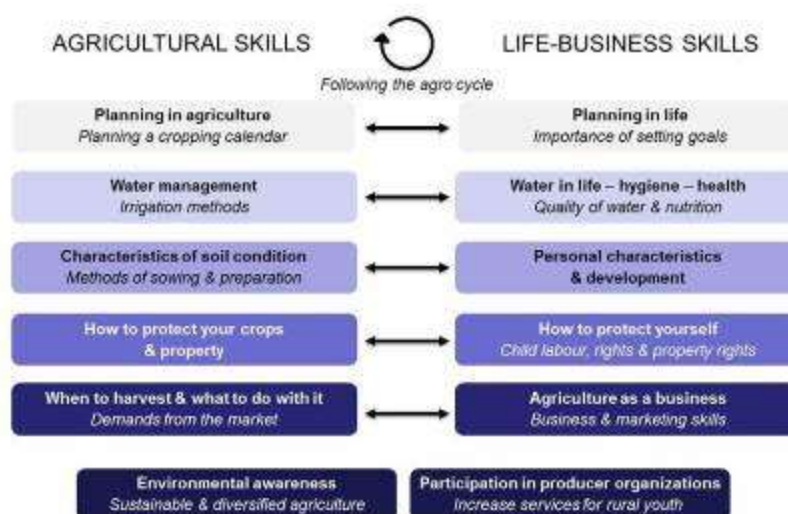 AGRICULTURAL SKILLS
LIFE-BUSINESS SKILLS
Following the agro cycle
Planning in agriculture
Planning a cropping calendar
Planning in life
Importance of setting goals
Water management
Irrigation methods
Water in life – hygiene – health
Quality of water & nutrition
Characteristics of soil condition
Methods of sowing & preparation
Personal characteristics
& development
How to protect your crops
& property
How to protect yourself
Child labour, rights & property rights
When to harvest & what to do with it
Demands from the market
Agriculture as a business
Business & marketing skills
Environmental awareness
Sustainable & diversified agriculture
Participation in producer organizations
Increase services for rural youth